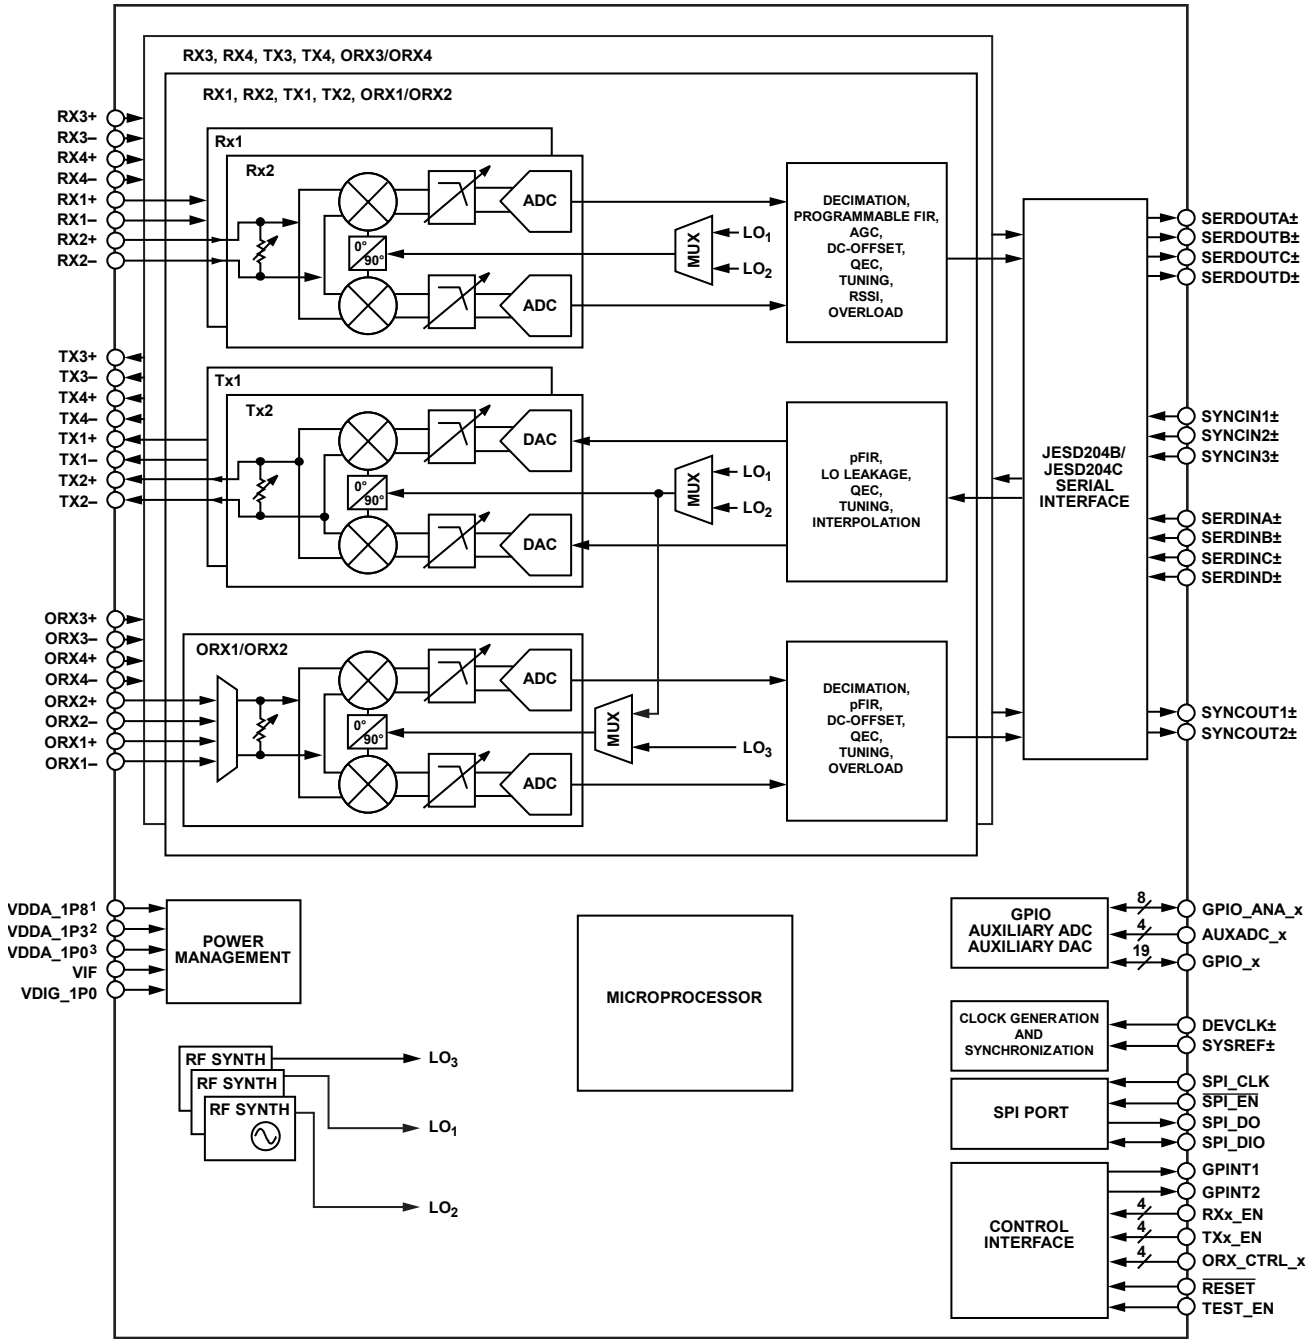 RX3, RX4, TX3, TX4, ORX3/ORX4
RX1, RX2, TX1, TX2, ORX1/ORX2
RX3+
RX3–
RX4+
RX4–
RX1+
RX1–
RX2+
RX2–
Rx1
Rx2
ADC
0°
90°
ADC
MUX
LO1
LO2
DECIMATION,
PROGRAMMABLE FIR,
AGC,
DC-OFFSET,
QEC,
TUNING,
RSSI,
OVERLOAD
TX3+
TX3–
TX4+
TX4–
TX1+
TX1–
TX2+
TX2–
Tx1
Tx2
DAC
0°
90°
DAC
MUX
LO1
LO2
pFIR,
LO LEAKAGE,
QEC,
TUNING,
INTERPOLATION
ORX3+
ORX3–
ORX4+
ORX4–
ORX2+
ORX2–
ORX1+
ORX1–
ORX1/ORX2
ADC
0°
90°
ADC
MUX
LO3
DECIMATION,
pFIR,
DC-OFFSET,
QEC,
TUNING,
OVERLOAD
JESD204B/
JESD204C
SERIAL
INTERFACE
SERDOUTA±
SERDOUTB±
SERDOUTC±
SERDOUTD±
SYNCIN1±
SYNCIN2±
SYNCIN3±
SERDINA±
SERDINB±
SERDINC±
SERDIND±
SYNCOUT1±
SYNCOUT2±
VDDA_1P8¹
VDDA_1P3²
VDDA_1P0³
VIF
VDIG_1P0
POWER
MANAGEMENT
RF SYNTH
RF SYNTH
RF SYNTH
LO3
LO1
LO2
MICROPROCESSOR
GPIO
AUXILIARY ADC
AUXILIARY DAC
8
4
19
GPIO_ANA_x
AUXADC_x
GPIO_x
CLOCK GENERATION
AND
SYNCHRONIZATION
DEVCLK±
SYSREF±
SPI PORT
SPI_CLK
SPI_EN
SPI_DO
SPI_DIO
CONTROL
INTERFACE
4
4
4
GPINT1
GPINT2
RXx_EN
TXx_EN
ORX_CTRL_x
RESET
TEST_EN